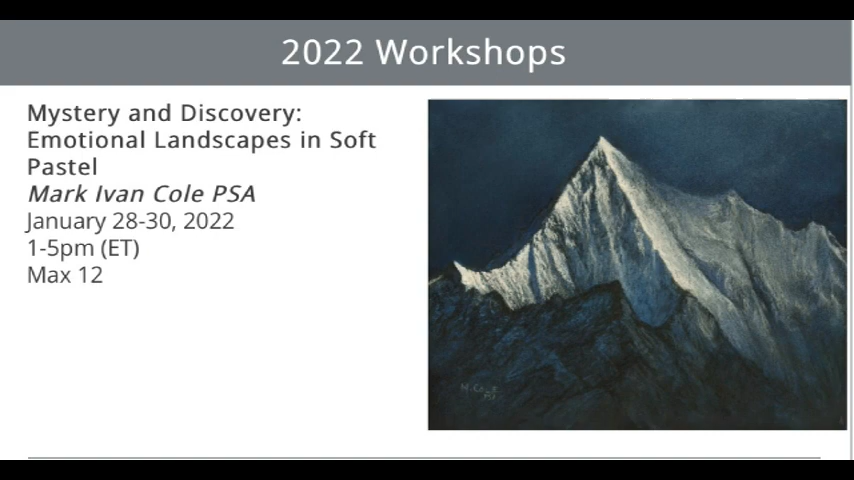 2022 Workshops
Mystery and Discovery:
Emotional Landscapes in Soft
Pastel
Mark Ivan Cole PSA
January 28-30, 2022
1-5pm (ET)
Max 12